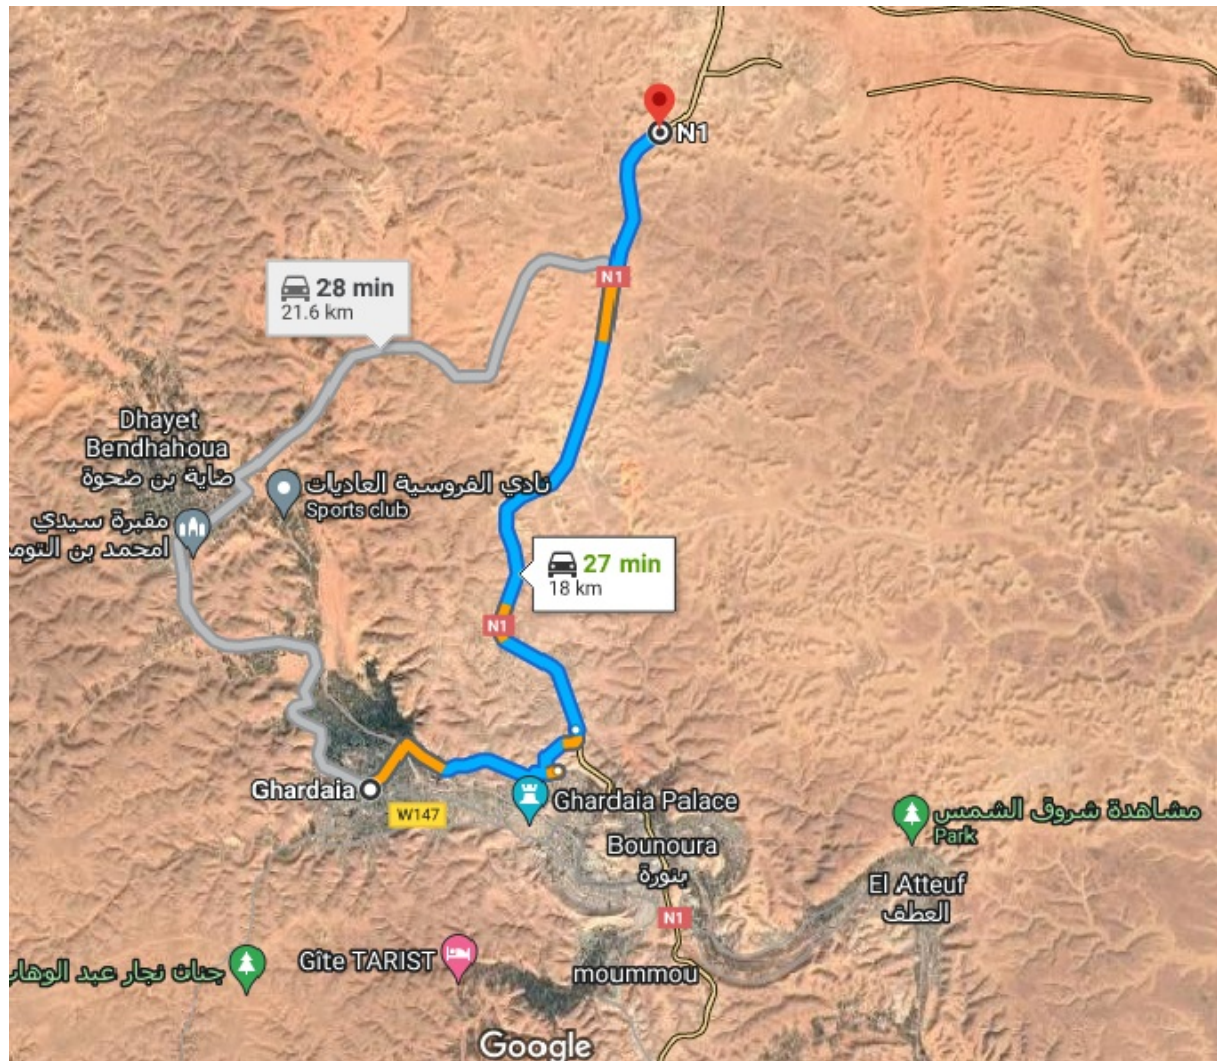 N1
28 min
21.6 km
N1
Dhayet
Bendhahoua
ضاية بن ضحوة
نادي الفروسية العاديات
Sports club
مقبرة سيدي
امحمد بن التوم
27 min
18 km
N1
Ghardaia
W147
Ghardaia Palace
مشاهدة شروق الشمس
Park
Bounoura
بنورة
El Atteuf
العطف
N1
Gîte TARIST
جنان نجار عبد الوهاب
moummou
Google